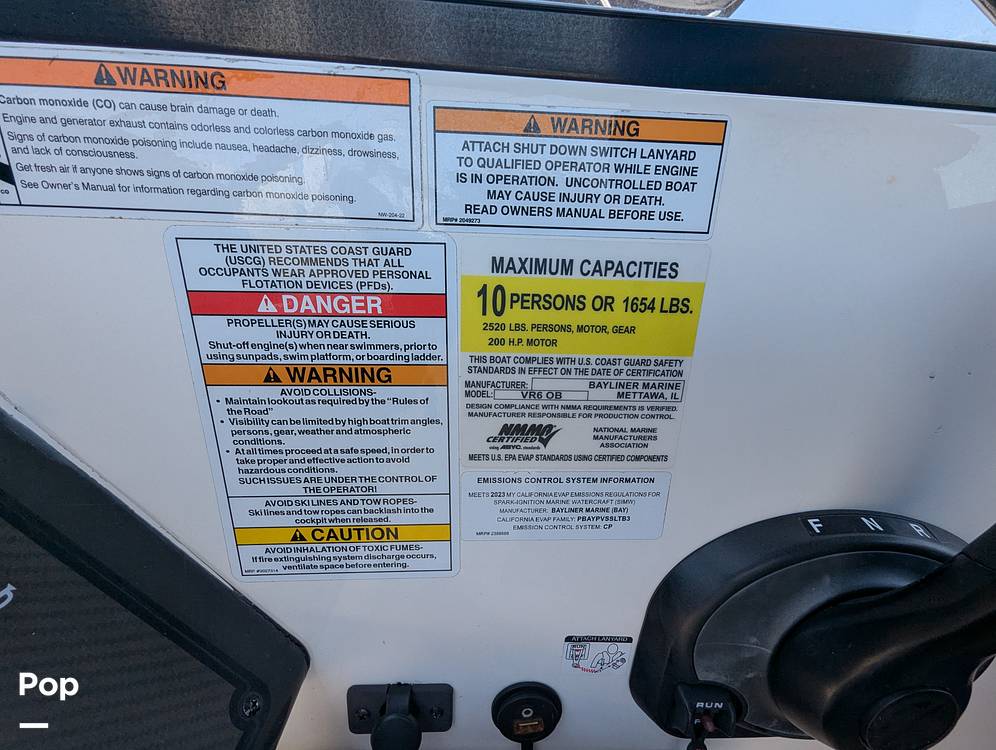 WARNING
Carbon monoxide (CO) can cause brain damage or death.
Engine and generator exhaust contains odorless and colorless carbon monoxide gas.
Signs of carbon monoxide poisoning include nausea, headache, dizziness, drowsiness,
and lack of consciousness.
Get fresh air if anyone shows signs of carbon monoxide poisoning.
See Owner's Manual for information regarding carbon monoxide poisoning.
CO
NW-204-22
WARNING
ATTACH SHUT DOWN SWITCH LANYARD
TO QUALIFIED OPERATOR WHILE ENGINE
IS IN OPERATION. UNCONTROLLED BOAT
MAY CAUSE INJURY OR DEATH.
READ OWNERS MANUAL BEFORE USE.
MRP# 2049273
THE UNITED STATES COAST GUARD
(USCG) RECOMMENDS THAT ALL
OCCUPANTS WEAR APPROVED PERSONAL
FLOTATION DEVICES (PFDs).
DANGER
PROPELLER(S) MAY CAUSE SERIOUS
INJURY OR DEATH.
Shut-off engine(s) when near swimmers, prior to
using sunpads, swim platform, or boarding ladder.
WARNING
AVOID COLLISIONS-
• Maintain lookout as required by the "Rules of
the Road"
• Visibility can be limited by high boat trim angles,
persons, gear, weather and atmospheric
conditions.
• At all times proceed at a safe speed, in order to
take proper and effective action to avoid
hazardous conditions.
SUCH ISSUES ARE UNDER THE CONTROL OF
THE OPERATOR!
AVOID SKI LINES AND TOW ROPES-
Ski lines and tow ropes can backlash into the
cockpit when released.
CAUTION
AVOID INHALATION OF TOXIC FUMES-
If fire extinguishing system discharge occurs,
ventilate space before entering.
MRP #2027314
MAXIMUM CAPACITIES
10 PERSONS OR 1654 LBS.
2520 LBS. PERSONS, MOTOR, GEAR
200 H.P. MOTOR
THIS BOAT COMPLIES WITH U.S. COAST GUARD SAFETY
STANDARDS IN EFFECT ON THE DATE OF CERTIFICATION
MANUFACTURER: BAYLINER MARINE
MODEL: VR6 OB METTAWA, IL
DESIGN COMPLIANCE WITH NMMA REQUIREMENTS IS VERIFIED.
MANUFACTURER RESPONSIBLE FOR PRODUCTION CONTROL.
NMMA
CERTIFIED
using ABYC. standards
NATIONAL MARINE
MANUFACTURERS
ASSOCIATION
MEETS U.S. EPA EVAP STANDARDS USING CERTIFIED COMPONENTS
EMISSIONS CONTROL SYSTEM INFORMATION
MEETS 2023 MY CALIFORNIA EVAP EMISSIONS REGULATIONS FOR
SPARK-IGNITION MARINE WATERCRAFT (SIMW)
MANUFACTURER: BAYLINER MARINE (BAY)
CALIFORNIA EVAP FAMILY: PBAYPVSSLTB3
EMISSION CONTROL SYSTEM: CP
F N R
ATTACH LANYARD
RUN
Pop